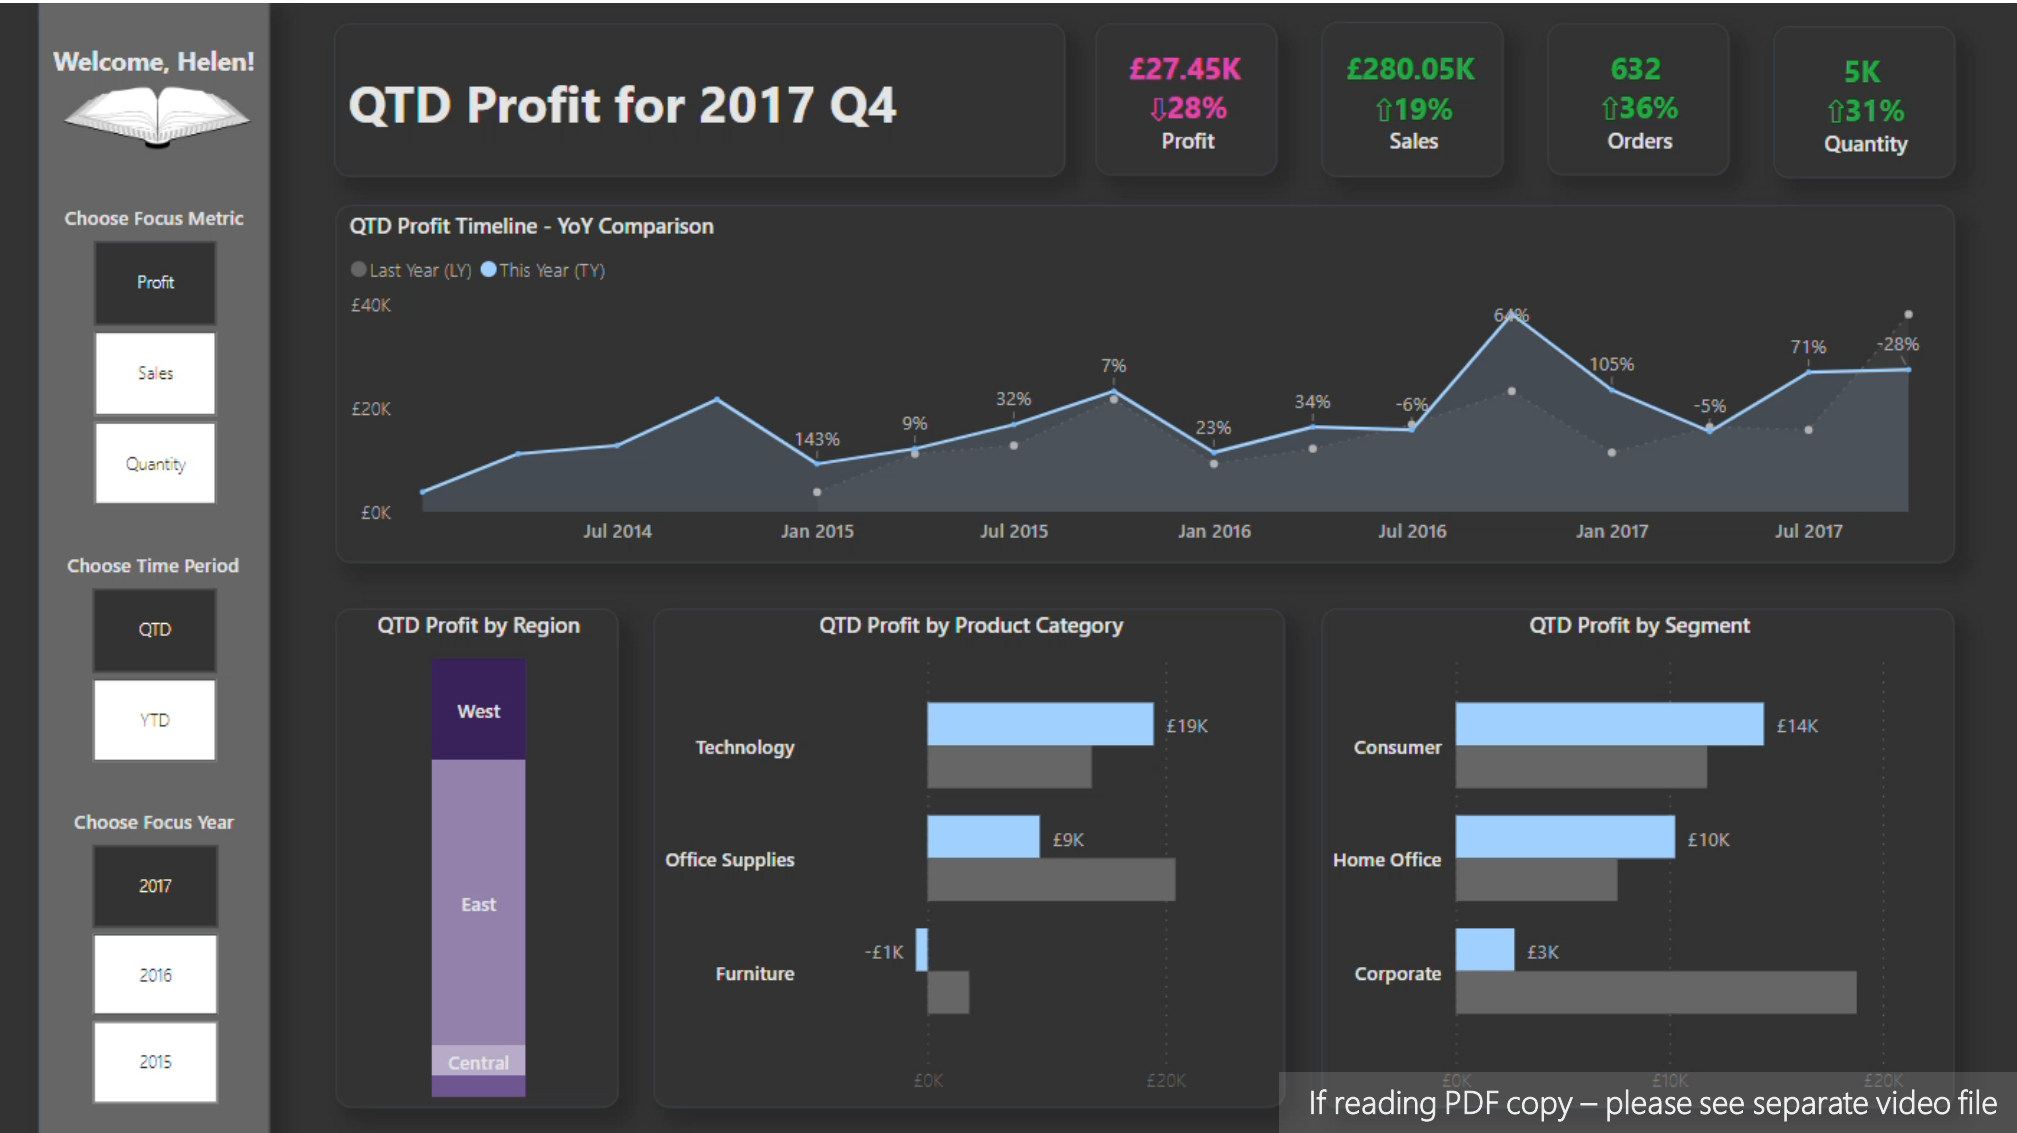 Welcome, Helen!
Choose Focus Metric
Profit
Sales
Quantity
Choose Time Period
QTD
YTD
Choose Focus Year
2017
2016
2015
QTD Profit for 2017 Q4
£27.45K
⇩28%
Profit
£280.05K
⇧19%
Sales
632
⇧36%
Orders
5K
⇧31%
Quantity
QTD Profit Timeline - YoY Comparison
Last Year (LY) This Year (TY)
£40K
£20K
£0K
143%
9%
32%
7%
23%
34%
-6%
64%
105%
-5%
71%
-28%
Jul 2014 Jan 2015 Jul 2015 Jan 2016 Jul 2016 Jan 2017 Jul 2017
QTD Profit by Region
West
East
Central
QTD Profit by Product Category
Technology £19K
Office Supplies £9K
Furniture -£1K
£0K £20K
QTD Profit by Segment
Consumer £14K
Home Office £10K
Corporate £3K
£0K £10K £20K
If reading PDF copy – please see separate video file